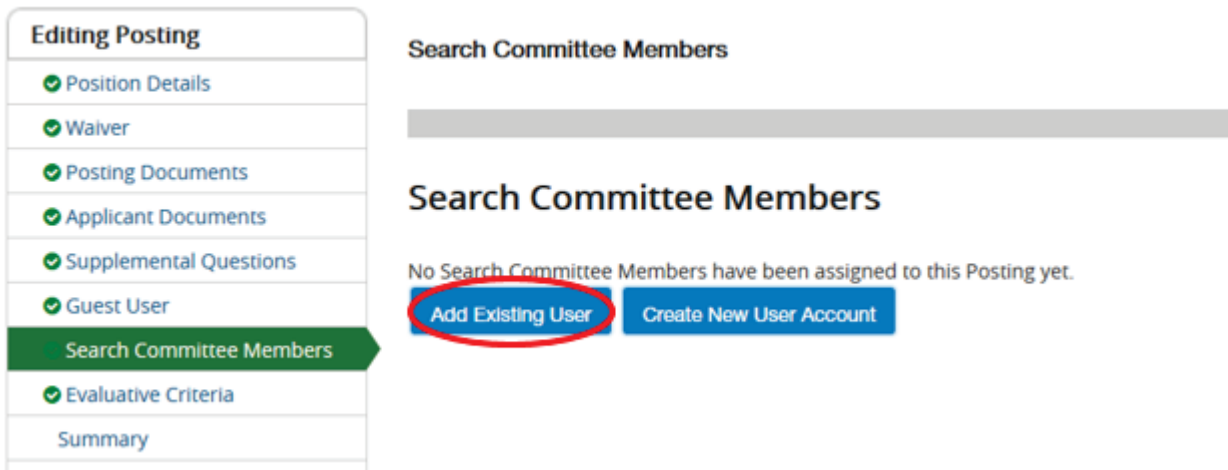 Editing Posting
Position Details
Waiver
Posting Documents
Applicant Documents
Supplemental Questions
Guest User
Search Committee Members
Evaluative Criteria
Summary
Search Committee Members
Search Committee Members
No Search Committee Members have been assigned to this Posting yet.
Add Existing User
Create New User Account